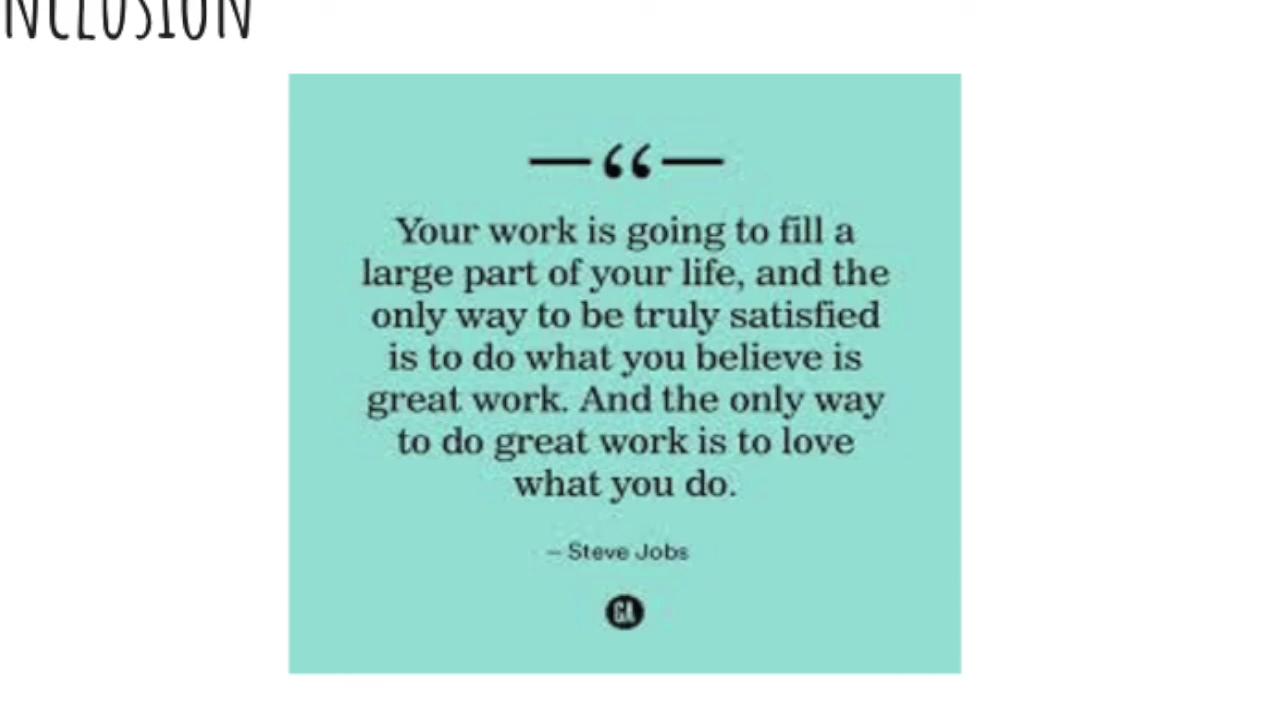 NCLUSION
“
Your work is going to fill a
large part of your life, and the
only way to be truly satisfied
is to do what you believe is
great work. And the only way
to do great work is to love
what you do.
– Steve Jobs
GA